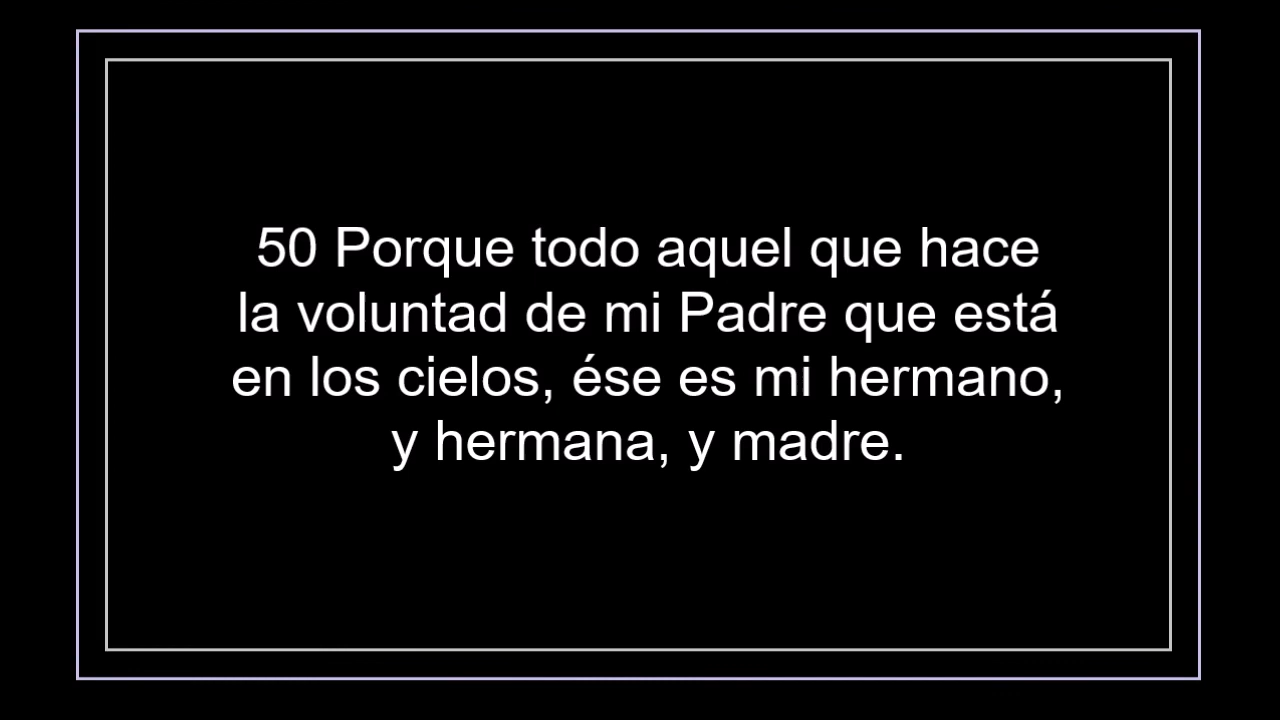 50 Porque todo aquel que hace
la voluntad de mi Padre que está
en los cielos, ése es mi hermano,
y hermana, y madre.